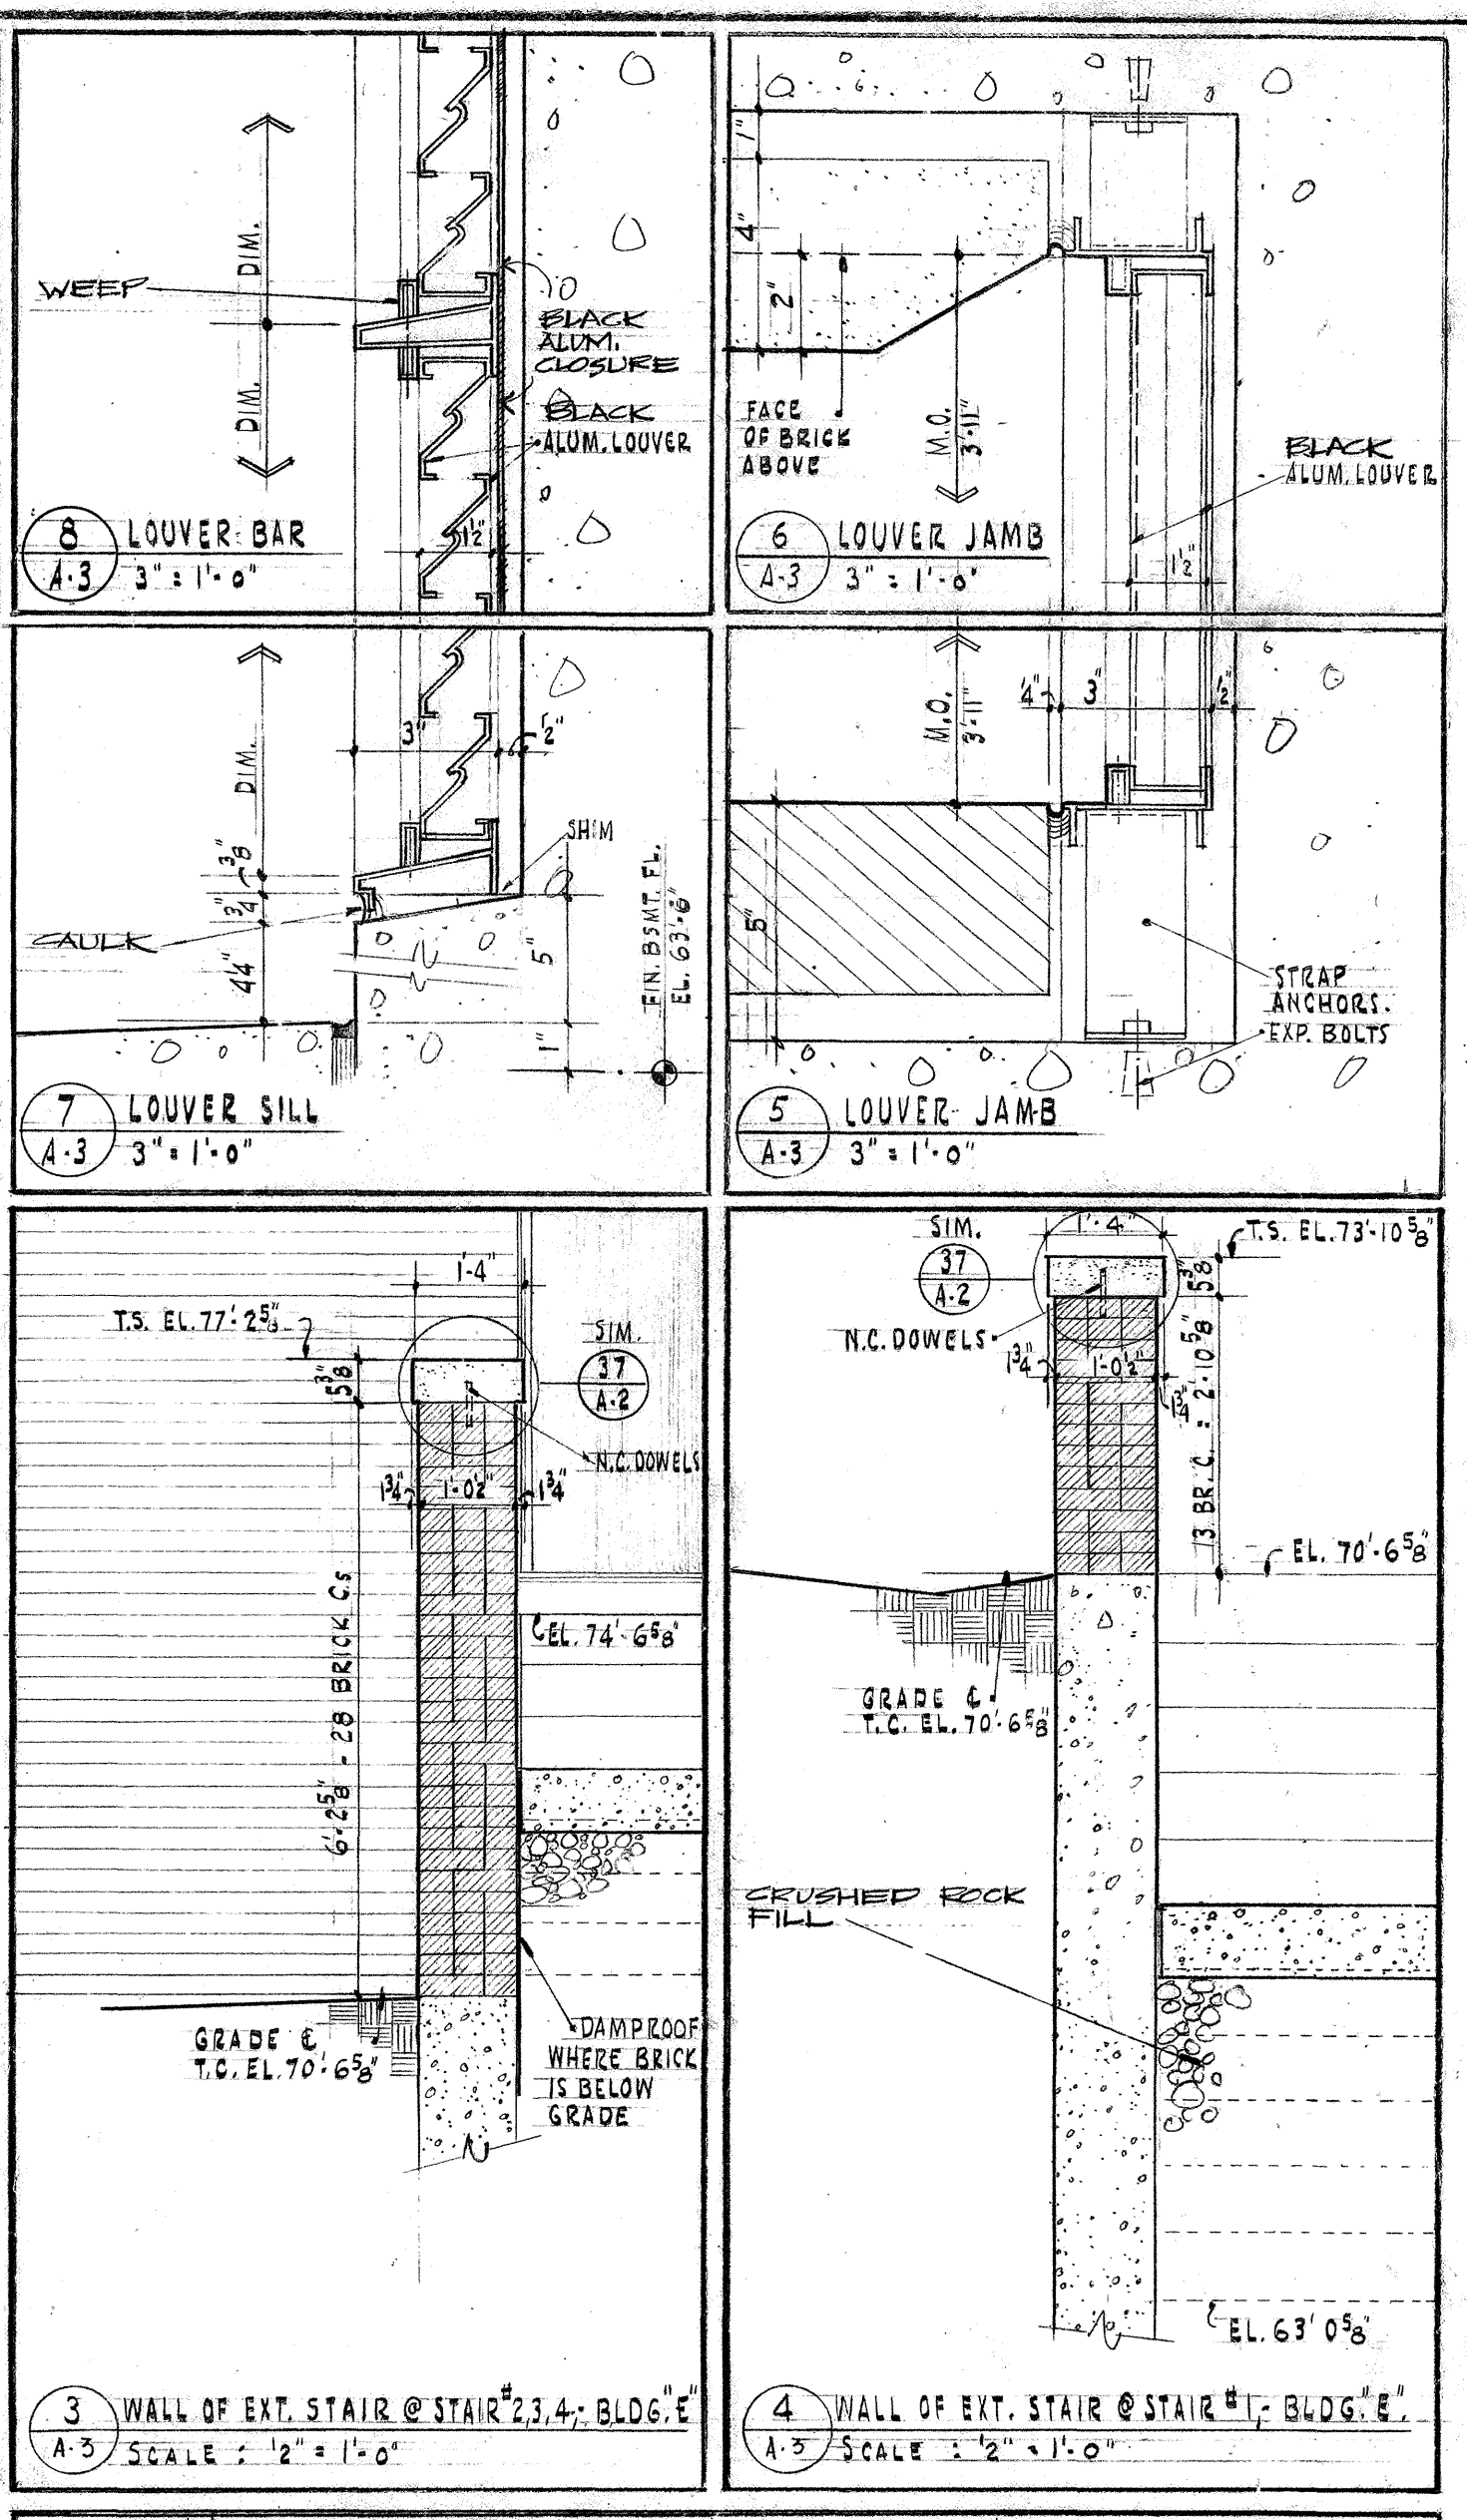 WEEP
DIM.
DIM.
BLACK
ALUM.
CLOSURE
BLACK
ALUM. LOUVER
1½"
8
A-3
LOUVER BAR
3" = 1'-0"
1"
4"
2"
FACE
OF BRICK
ABOVE
M.O.
3'-11"
BLACK
ALUM. LOUVER
1½"
6
A-3
LOUVER JAMB
3" = 1'-0"
DIM.
3"
½"
SHIM
⅜"
¾"
CAULK
5"
1"
FIN. BSMT. FL.
7
A-3
LOUVER SILL
3" = 1'-0"
M.O.
3'-11"
¼"
3"
½"
5"
STRAP
ANCHORS.
EXP. BOLTS
5
A-3
LOUVER JAMB
3" = 1'-0"
1'-4"
T.S. EL. 77'-2⅝"
SIM.
37
A-2
5⅜"
N.C. DOWELS
1¾"
1'-0½"
1¾"
6'-2⅝" - 28 BRICK Cs.
EL. 74'-6⅝"
GRADE ℄
T.C. EL. 70'-6⅝"
DAMPROOF
WHERE BRICK
IS BELOW
GRADE
3
A-3
WALL OF EXT. STAIR @ STAIR #2,3,4,- BLDG. "E"
SCALE : ½" = 1'-0"
SIM.
37
A-2
1'-4"
T.S. EL. 73'-10⅝"
5⅜"
N.C. DOWELS
1¾"
1'-0½"
1¾"
13 BR. C. = 2'-10⅝"
EL. 70'-6⅝"
GRADE ℄
T.C. EL. 70'-6⅝"
CRUSHED ROCK
FILL
EL. 63' 0⅝"
4
A-3
WALL OF EXT. STAIR @ STAIR #1,- BLDG. "E".
SCALE : ½" = 1'-0"